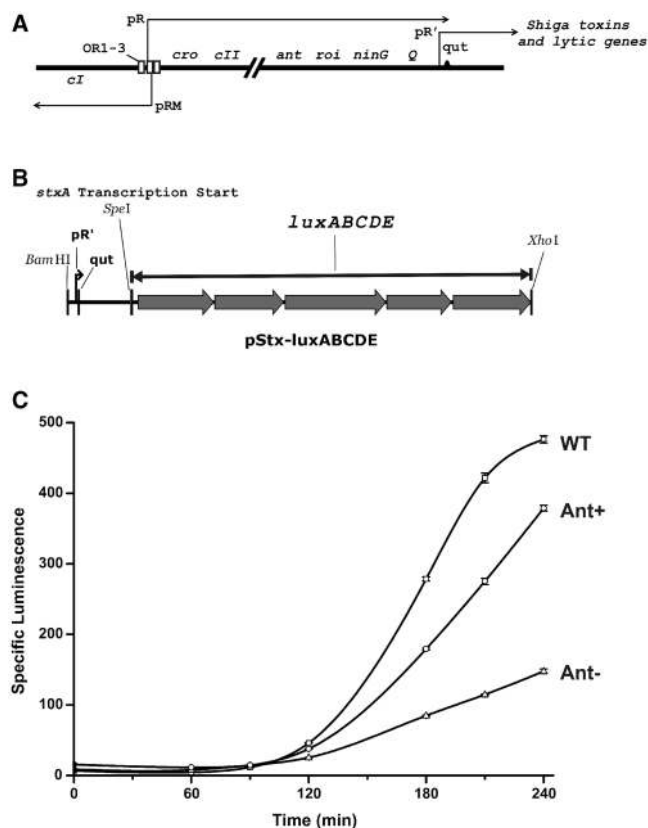 A
pR
pR'
Shiga toxins
and lytic genes
OR1-3
cro cII ant roi ninG Q
qut
cI
pRM
B
stxA Transcription Start
SpeI
luxABCDE
XhoI
pR'
BamHI
qut
pStx-luxABCDE
C
500
WT
400
Ant+
300
200
Ant-
100
0
Specific Luminescence
0 60 120 180 240
Time (min)